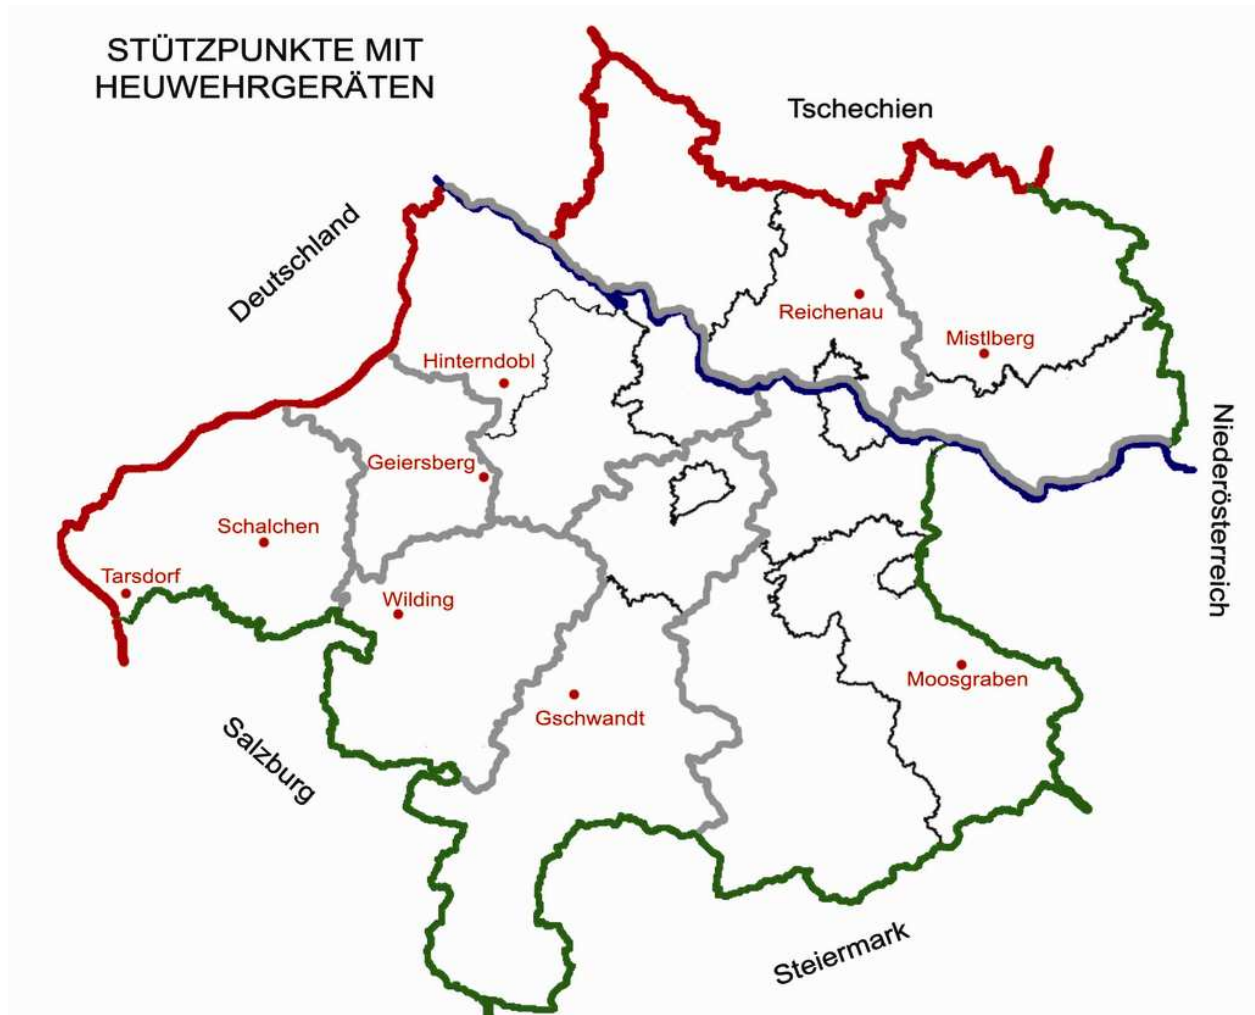 STÜTZPUNKTE MIT
HEUWEHRGERÄTEN
Tschechien
Deutschland
Reichenau
Mistlberg
Hinterndobl
Niederösterreich
Geiersberg
Schalchen
Tarsdorf
Wilding
Moosgraben
Gschwandt
Salzburg
Steiermark